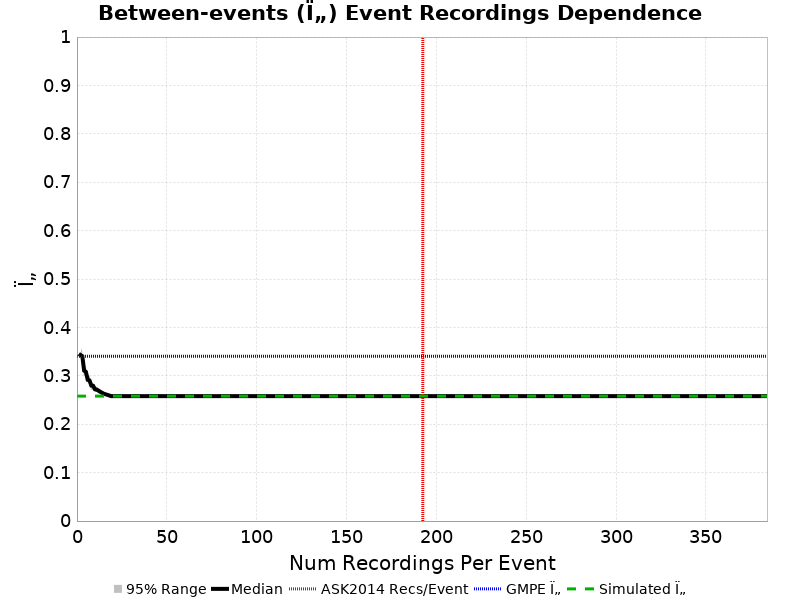 Between-events (Ï„) Event Recordings Dependence
1
0.9
0.8
0.7
0.6
0.5
0.4
0.3
0.2
0.1
0
Ï„
0 50 100 150 200 250 300 350
Num Recordings Per Event
95% Range Median ASK2014 Recs/Event GMPE Ï„ Simulated Ï„